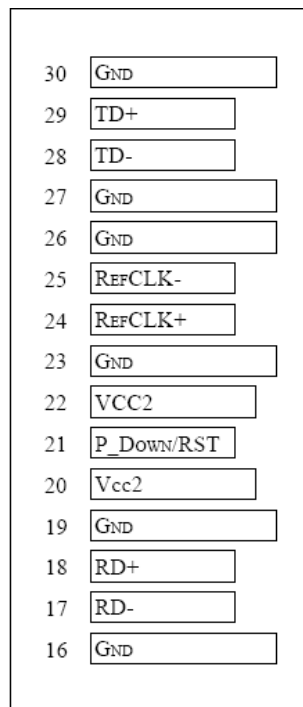 30 GND
29 TD+
28 TD-
27 GND
26 GND
25 REFCLK-
24 REFCLK+
23 GND
22 VCC2
21 P_DOWN/RST
20 Vcc2
19 GND
18 RD+
17 RD-
16 GND